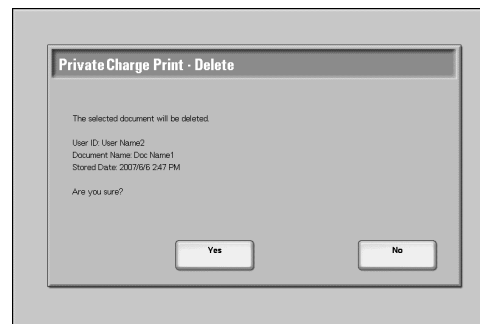 Private Charge Print - Delete
The selected document will be deleted.
User ID: User Name2
Document Name: Doc Name1
Stored Date: 2007/6/6 2:47 PM
Are you sure?
Yes
No